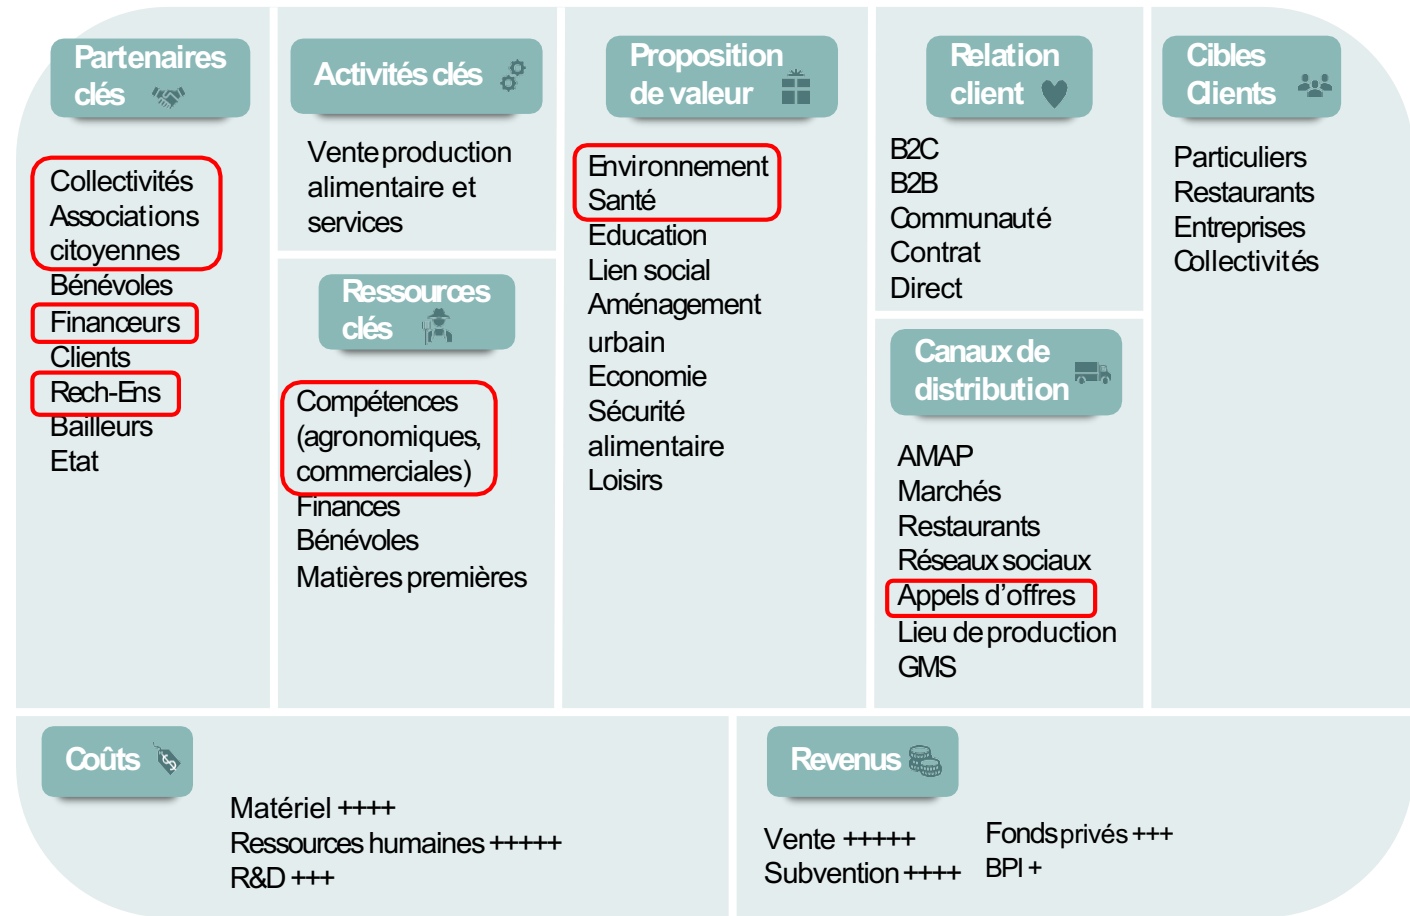 Partenaires
clés
Collectivités
Associations
citoyennes
Bénévoles
Financeurs
Clients
Rech-Ens
Bailleurs
Etat
Activités clés
Vente production
alimentaire et
services
Ressources
clés
Compétences
(agronomiques,
commerciales)
Finances
Bénévoles
Matières premières
Proposition
de valeur
Environnement
Santé
Education
Lien social
Aménagement
urbain
Economie
Sécurité
alimentaire
Loisirs
Relation
client
B2C
B2B
Communauté
Contrat
Direct
Canaux de
distribution
AMAP
Marchés
Restaurants
Réseaux sociaux
Appels d’offres
Lieu de production
GMS
Cibles
Clients
Particuliers
Restaurants
Entreprises
Collectivités
Coûts
Matériel ++++
Ressources humaines +++++
R&D +++
Revenus
Vente +++++
Subvention ++++
Fonds privés +++
BPI +